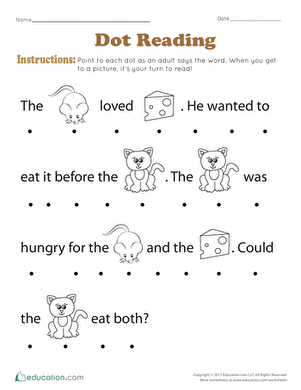 Name Date
Dot Reading
Instructions: Point to each dot as an adult says the word. When you get
to a picture, it's your turn to read!
The loved . He wanted to
eat it before the . The was
hungry for the and the . Could
the eat both?
education.com
Copyright © 2017 Education.com LLC All Rights Reserved
More worksheets at www.education.com/worksheets